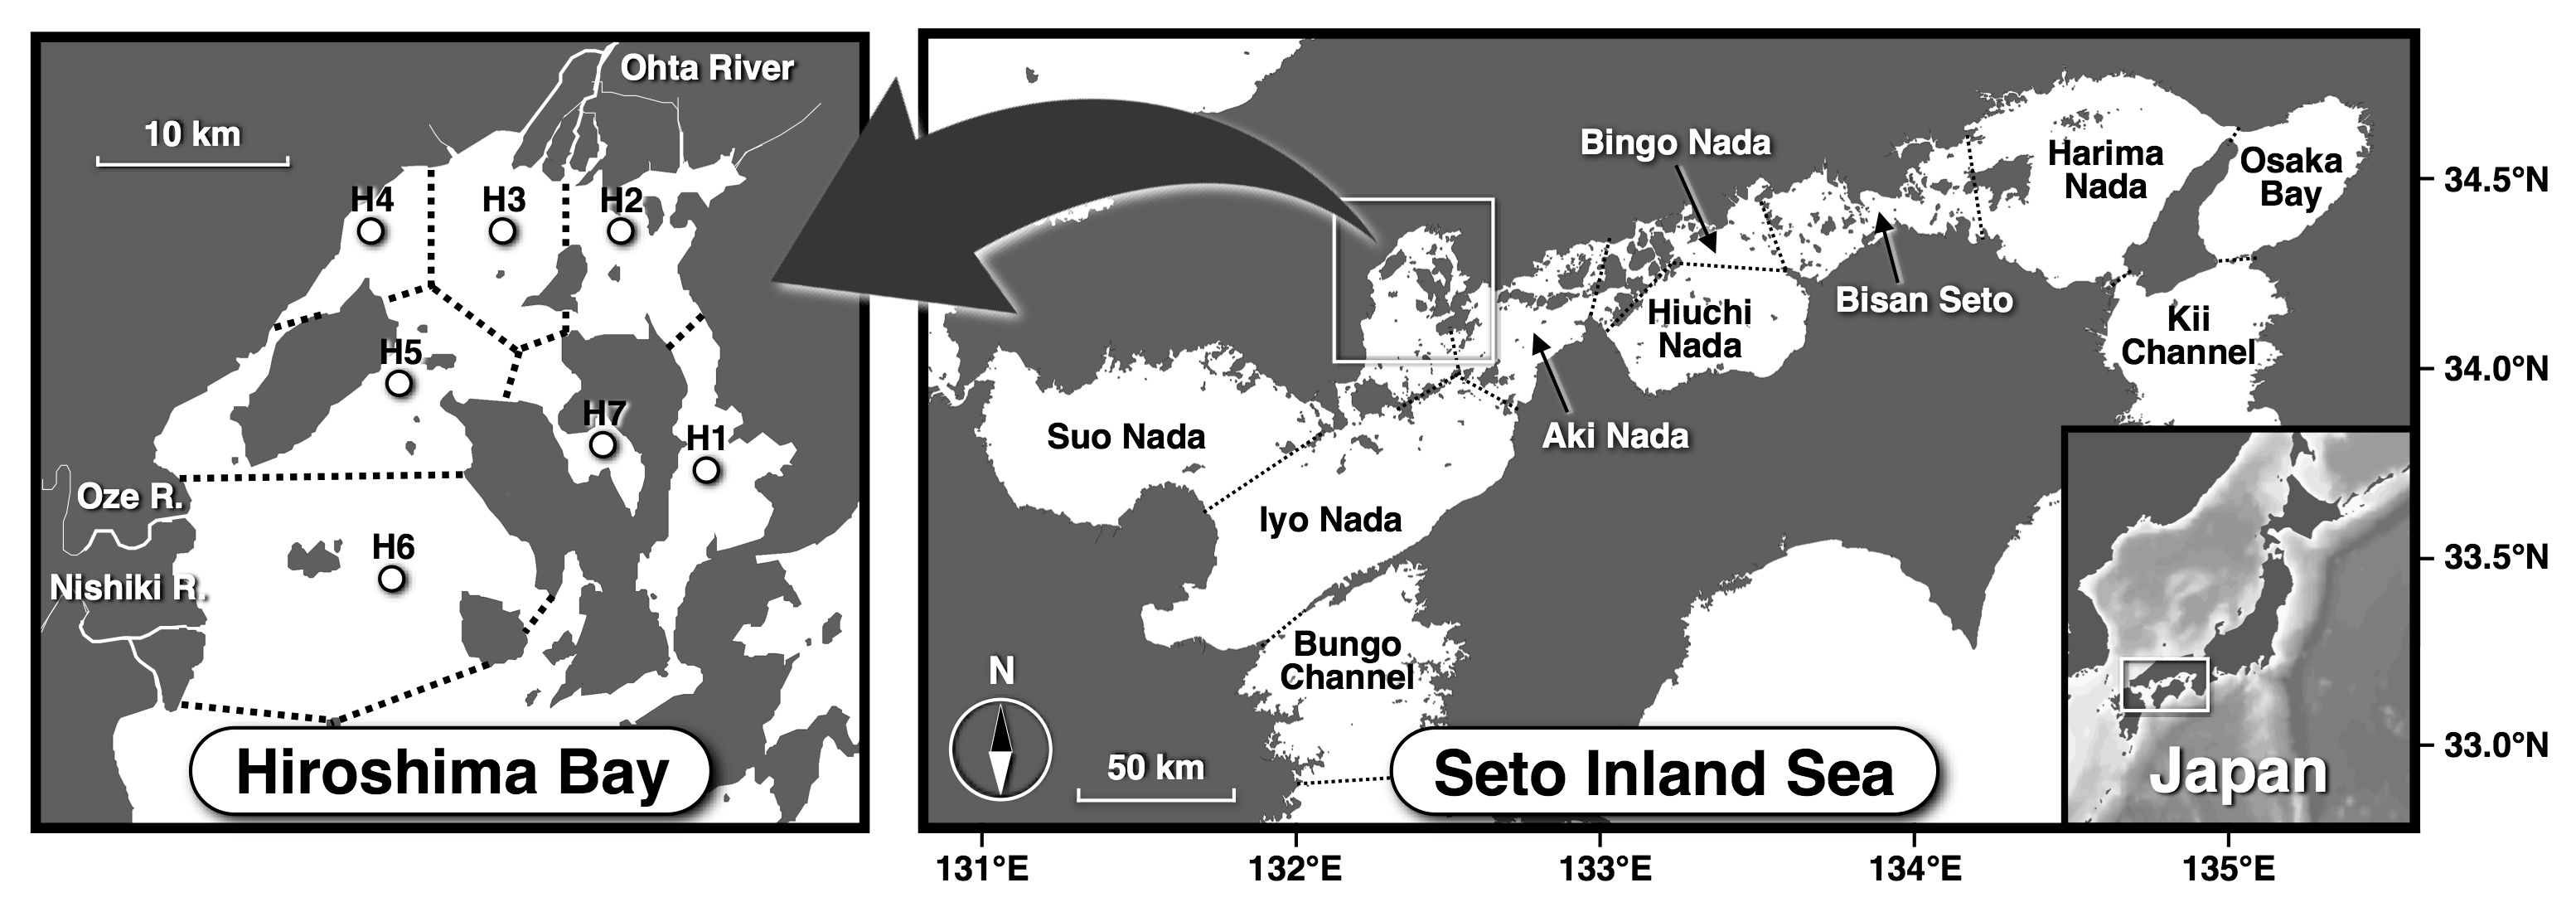 Ohta River
10 km
H4
H3
H2
H5
H7
H1
Oze R.
H6
Nishiki R.
Hiroshima Bay
Bingo Nada
Harima
Nada
Osaka
Bay
34.5°N
Bisan Seto
Hiuchi
Nada
Kii
Channel
34.0°N
Suo Nada
Aki Nada
Iyo Nada
33.5°N
Bungo
Channel
N
50 km
Seto Inland Sea
Japan
33.0°N
131°E
132°E
133°E
134°E
135°E